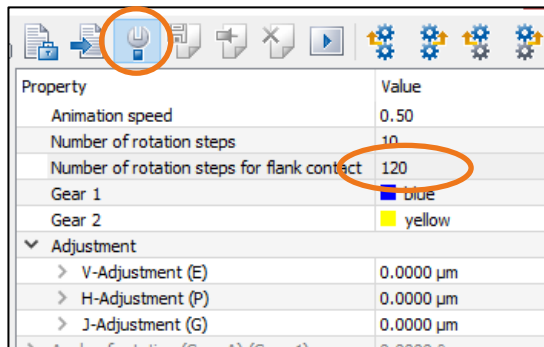 Property Value
Animation speed 0.50
Number of rotation steps 10
Number of rotation steps for flank contact 120
Gear 1 blue
Gear 2 yellow
Adjustment
V-Adjustment (E) 0.0000 µm
H-Adjustment (P) 0.0000 µm
J-Adjustment (G) 0.0000 µm